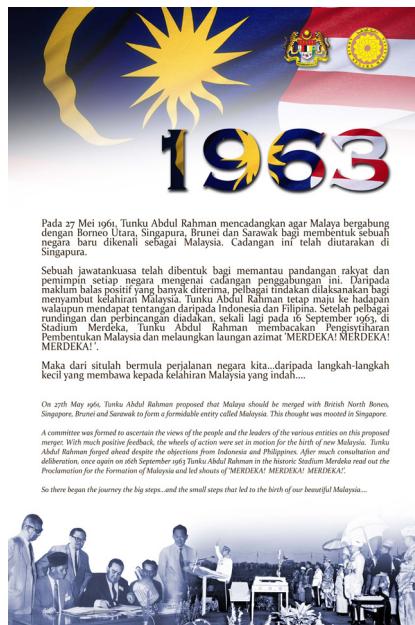 1963
Pada 27 Mei 1961, Tunku Abdul Rahman mencadangkan agar Malaya bergabung
dengan Borneo Utara, Singapura, Brunei dan Sarawak bagi membentuk sebuah
negara baru dikenali sebagai Malaysia. Cadangan ini telah diutarakan di
Singapura.
Sebuah jawatankuasa telah dibentuk bagi memantau pandangan rakyat dan
pemimpin setiap negara mengenai cadangan penggabungan ini. Daripada
maklum balas positif yang banyak diterima, pelbagai tindakan dilaksanakan bagi
menyambut kelahiran Malaysia. Tunku Abdul Rahman tetap maju ke hadapan
walaupun mendapat tentangan daripada Indonesia dan Filipina. Setelah pelbagai
rundingan dan perbincangan diadakan, sekali lagi pada 16 September 1963, di
Stadium Merdeka, Tunku Abdul Rahman membacakan Pengisytiharan
Pembentukan Malaysia dan melaungkan laungan azimat 'MERDEKA! MERDEKA!
MERDEKA! '.
Maka dari situlah bermula perjalanan negara kita...daripada langkah-langkah
kecil yang membawa kepada kelahiran Malaysia yang indah....
On 27th May 1961, Tunku Abdul Rahman proposed that Malaya should be merged with British North Boneo,
Singapore, Brunei and Sarawak to form a formidable entity called Malaysia. This thought was mooted in Singapore.
A committee was formed to ascertain the views of the people and the leaders of the various entities on this proposed
merger. With much positive feedback, the wheels of action were set in motion for the birth of new Malaysia. Tunku
Abdul Rahman forged ahead despite the objections from Indonesia and Philippines. After much consultation and
deliberation, once again on 16th September 1963 Tunku Abdul Rahman in the historic Stadium Merdeka read out the
Proclamation for the Formation of Malaysia and led shouts of 'MERDEKA! MERDEKA! MERDEKA!'.
So there began the journey the big steps...and the small steps that led to the birth of our beautiful Malaysia....